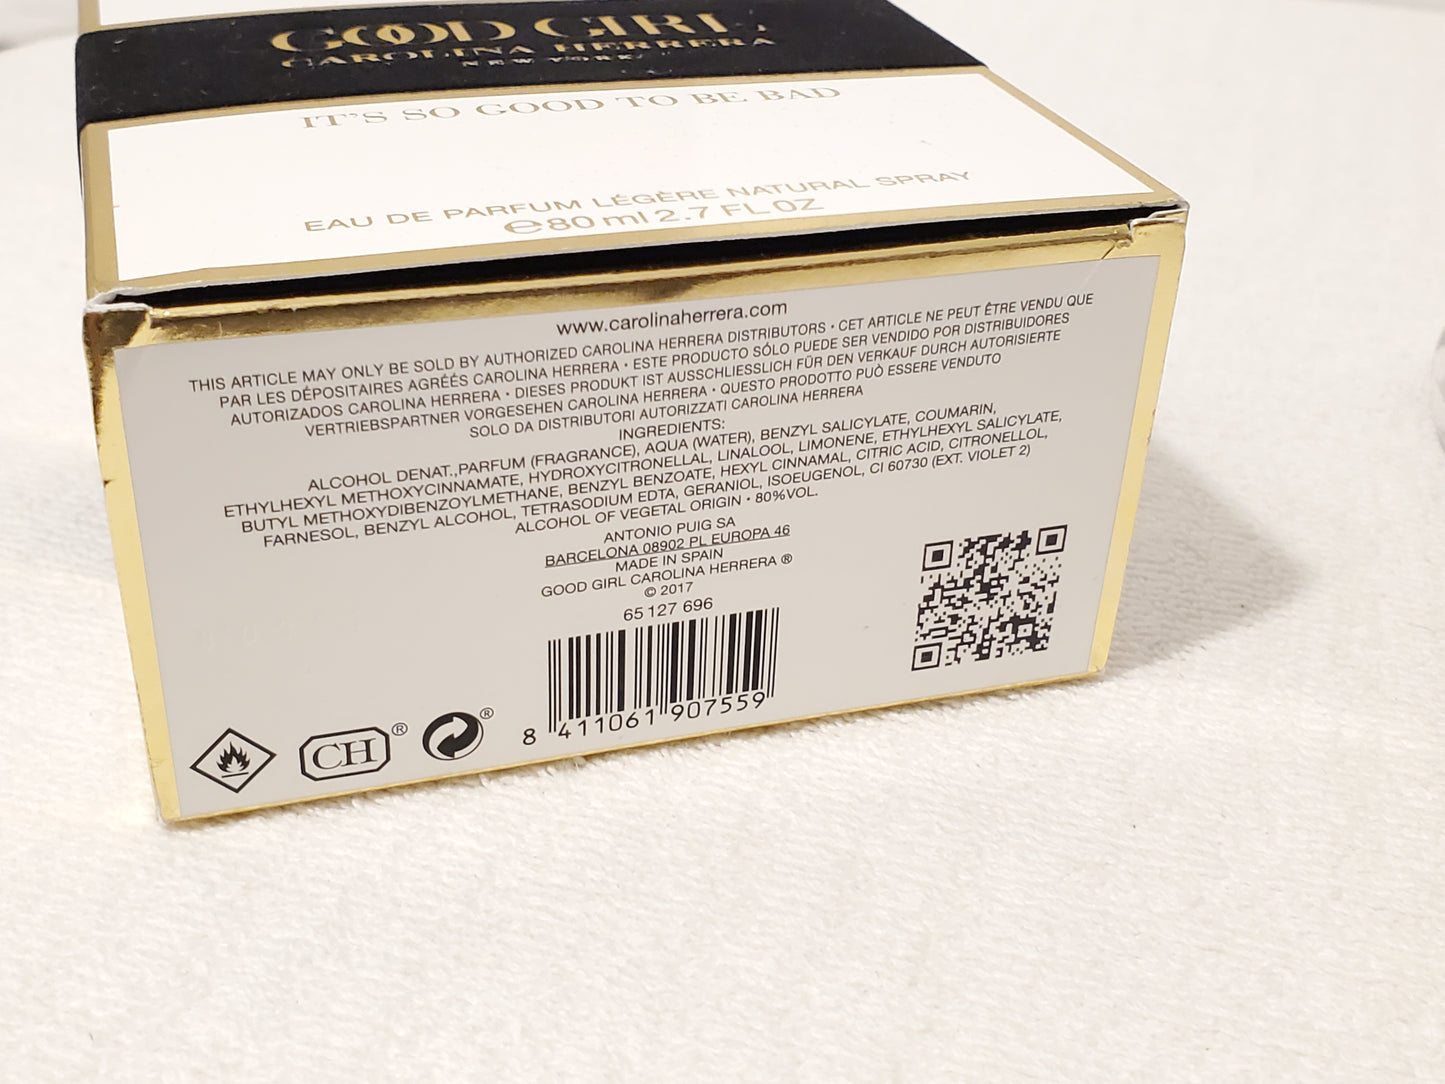 GOOD GIRL
CAROLINA HERRERA
NEW YORK
IT'S SO GOOD TO BE BAD
EAU DE PARFUM LÉGÈRE NATURAL SPRAY
℮80 ml 2.7 FL OZ
www.carolinaherrera.com
THIS ARTICLE MAY ONLY BE SOLD BY AUTHORIZED CAROLINA HERRERA DISTRIBUTORS • CET ARTICLE NE PEUT ÊTRE VENDU QUE
PAR LES DÉPOSITAIRES AGRÉÉS CAROLINA HERRERA • ESTE PRODUCTO SÓLO PUEDE SER VENDIDO POR DISTRIBUIDORES
AUTORIZADOS CAROLINA HERRERA • DIESES PRODUKT IST AUSSCHLIESSLICH FÜR DEN VERKAUF DURCH AUTORISIERTE
VERTRIEBSPARTNER VORGESEHEN CAROLINA HERRERA • QUESTO PRODOTTO PUÒ ESSERE VENDUTO
SOLO DA DISTRIBUTORI AUTORIZZATI CAROLINA HERRERA
INGREDIENTS:
ALCOHOL DENAT.,PARFUM (FRAGRANCE), AQUA (WATER), BENZYL SALICYLATE, COUMARIN,
ETHYLHEXYL METHOXYCINNAMATE, HYDROXYCITRONELLAL, LINALOOL, LIMONENE, ETHYLHEXYL SALICYLATE,
BUTYL METHOXYDIBENZOYLMETHANE, BENZYL BENZOATE, HEXYL CINNAMAL, CITRIC ACID, CITRONELLOL,
FARNESOL, BENZYL ALCOHOL, TETRASODIUM EDTA, GERANIOL, ISOEUGENOL, CI 60730 (EXT. VIOLET 2)
ALCOHOL OF VEGETAL ORIGIN • 80%VOL.
ANTONIO PUIG SA
BARCELONA 08902 PL EUROPA 46
MADE IN SPAIN
GOOD GIRL CAROLINA HERRERA ®
© 2017
65127 696
8 411061 907559
CH ®
®